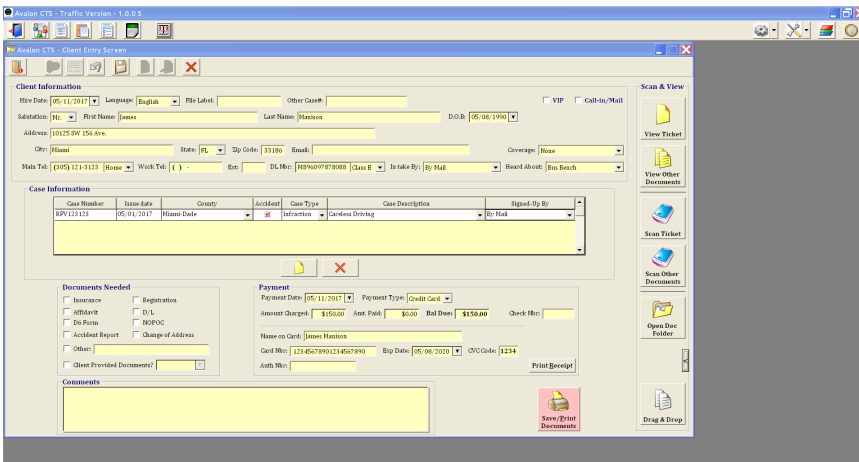 Avalon CTS - Traffic Version - 1.0.0 5
Avalon CTS - Client Entry Screen
Client Information
Scan & View
Hire Date: 05/11/2017 Language: English File Label: Other Case#: VIP Call-in/Mail
Salutation: Mr. First Name: James Last Name: Manison D.O.B: 05/08/1990
Address: 10125 SW 156 Ave.
View Ticket
City: Miami State: FL Zip Code: 33186 Email: Coverage: None
Main Tel: (305) 121-3123 Home Work Tel: ( ) - Ext: DL Nbr: M896097878088 Class E In take By: By Mail Heard About: Bus Bench
View Other
Documents
Case Information
Case Number Issue date County Accident Case Type Case Description Signed-Up By
RFV123123 05/01/2017 Miami-Dade Infraction Careless Driving By Mail
Scan Ticket
Scan Other
Documents
Documents Needed
Insurance Registration
Affidavit D/L
D6 Form NOPOC
Accident Report Change of Address
Other:
Client Provided Documents?
Payment
Payment Date: 05/11/2017 Payment Type: Credit Card
Amount Charged: $150.00 Amt. Paid: $0.00 Bal Due: $150.00 Check Nbr:
Name on Card: James Manison
Card Nbr: 12345678901234567890 Exp Date: 05/08/2020 CVC Code: 1234
Auth Nbr: Print Receipt
Open Doc
Folder
Comments
Save/Print
Documents
Drag & Drop